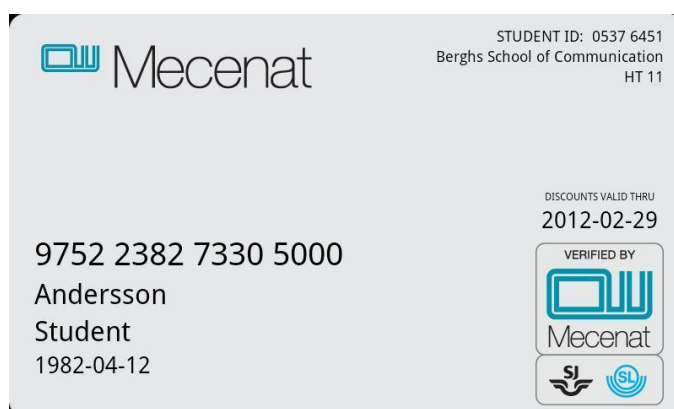 Mecenat
STUDENT ID: 0537 6451
Berghs School of Communication
HT 11
DISCOUNTS VALID THRU
2012-02-29
9752 2382 7330 5000
Andersson
Student
1982-04-12
VERIFIED BY
Mecenat
SJ
SL